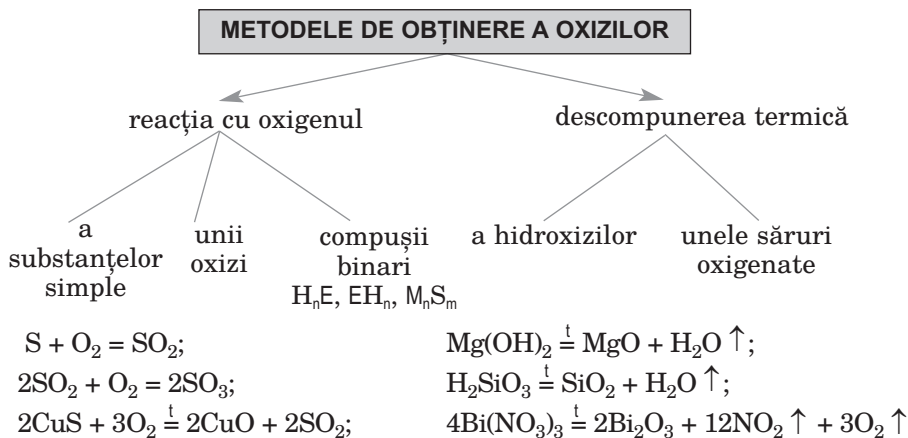 METODELE DE OBȚINERE A OXIZILOR
reacția cu oxigenul
descompunerea termică
a
substanțelor
simple
unii
oxizi
compușii
binari
HₙE, EHₙ, MₙSₘ
a hidroxizilor
unele săruri
oxigenate
S + O₂ = SO₂;
2SO₂ + O₂ = 2SO₃;
2CuS + 3O₂ =ᵗ 2CuO + 2SO₂;
Mg(OH)₂ =ᵗ MgO + H₂O ↑;
H₂SiO₃ =ᵗ SiO₂ + H₂O ↑;
4Bi(NO₃)₃ =ᵗ 2Bi₂O₃ + 12NO₂ ↑ + 3O₂ ↑